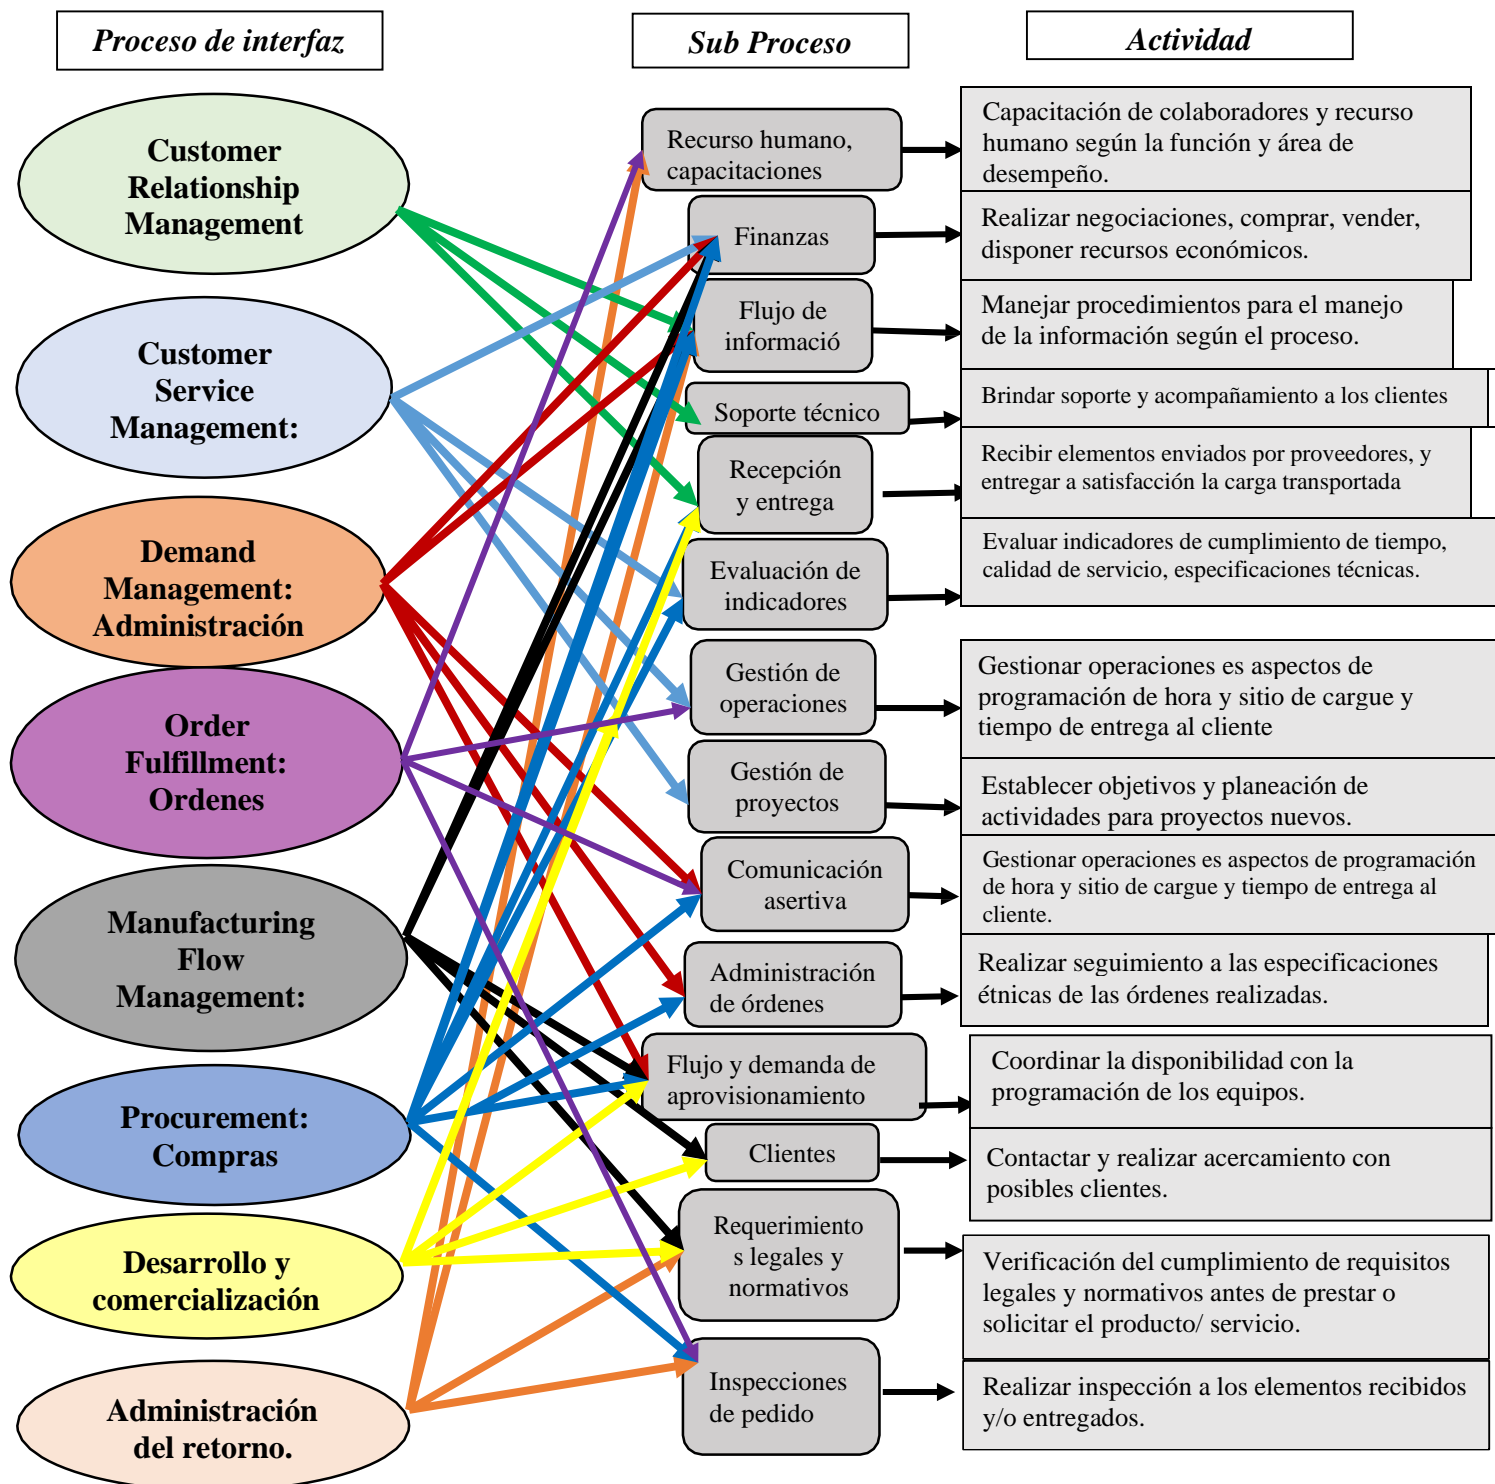 Proceso de interfaz
Sub Proceso
Actividad
Customer
Relationship
Management
Customer
Service
Management:
Demand
Management:
Administración
Order
Fulfillment:
Ordenes
Manufacturing
Flow
Management:
Procurement:
Compras
Desarrollo y
comercialización
Administración
del retorno.
Recurso humano,
capacitaciones
Finanzas
Flujo de
informació
Soporte técnico
Recepción
y entrega
Evaluación de
indicadores
Gestión de
operaciones
Gestión de
proyectos
Comunicación
asertiva
Administración
de órdenes
Flujo y demanda de
aprovisionamiento
Clientes
Requerimiento
s legales y
normativos
Inspecciones
de pedido
Capacitación de colaboradores y recurso
humano según la función y área de
desempeño.
Realizar negociaciones, comprar, vender,
disponer recursos económicos.
Manejar procedimientos para el manejo
de la información según el proceso.
Brindar soporte y acompañamiento a los clientes
Recibir elementos enviados por proveedores, y
entregar a satisfacción la carga transportada
Evaluar indicadores de cumplimiento de tiempo,
calidad de servicio, especificaciones técnicas.
Gestionar operaciones es aspectos de
programación de hora y sitio de cargue y
tiempo de entrega al cliente
Establecer objetivos y planeación de
actividades para proyectos nuevos.
Gestionar operaciones es aspectos de programación
de hora y sitio de cargue y tiempo de entrega al
cliente.
Realizar seguimiento a las especificaciones
étnicas de las órdenes realizadas.
Coordinar la disponibilidad con la
programación de los equipos.
Contactar y realizar acercamiento con
posibles clientes.
Verificación del cumplimiento de requisitos
legales y normativos antes de prestar o
solicitar el producto/ servicio.
Realizar inspección a los elementos recibidos
y/o entregados.